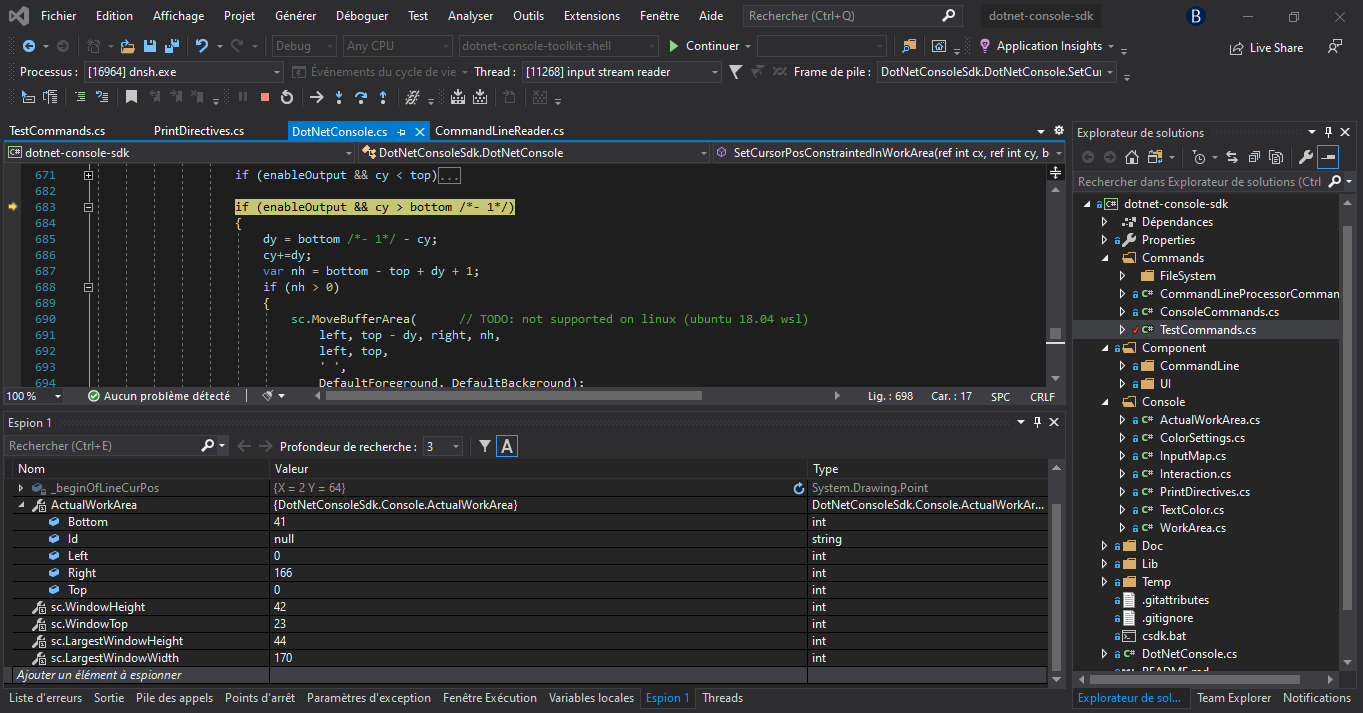 Fichier Edition Affichage Projet Générer Déboguer Test Analyser Outils Extensions Fenêtre Aide Rechercher (Ctrl+Q) dotnet-console-sdk B
Debug Any CPU dotnet-console-toolkit-shell Continuer Application Insights Live Share
Processus : [16964] dnsh.exe Événements du cycle de vie Thread : [11268] input stream reader Frame de pile : DotNetConsoleSdk.DotNetConsole.SetCur
TestCommands.cs PrintDirectives.cs DotNetConsole.cs CommandLineReader.cs
dotnet-console-sdk DotNetConsoleSdk.DotNetConsole SetCursorPosConstraintedInWorkArea(ref int cx, ref int cy, b
671 if (enableOutput && cy < top)...
682
683 if (enableOutput && cy > bottom /*- 1*/)
684 {
685 dy = bottom /*- 1*/ - cy;
686 cy+=dy;
687 var nh = bottom - top + dy + 1;
688 if (nh > 0)
689 {
690 sc.MoveBufferArea( // TODO: not supported on linux (ubuntu 18.04 wsl)
691 left, top - dy, right, nh,
692 left, top,
693 ' ',
694 DefaultForeground, DefaultBackground);
100 % Aucun problème détecté Lig. : 698 Car. : 17 SPC CRLF
Espion 1
Rechercher (Ctrl+E) Profondeur de recherche : 3 A
Nom Valeur Type
_beginOfLineCurPos {X = 2 Y = 64} System.Drawing.Point
ActualWorkArea {DotNetConsoleSdk.Console.ActualWorkArea} DotNetConsoleSdk.Console.ActualWorkAr...
Bottom 41 int
Id null string
Left 0 int
Right 166 int
Top 0 int
sc.WindowHeight 42 int
sc.WindowTop 23 int
sc.LargestWindowHeight 44 int
sc.LargestWindowWidth 170 int
Ajouter un élément à espionner
Liste d'erreurs Sortie Pile des appels Points d'arrêt Paramètres d'exception Fenêtre Exécution Variables locales Espion 1 Threads
Explorateur de solutions
Rechercher dans Explorateur de solutions (Ctrl
dotnet-console-sdk
Dépendances
Properties
Commands
FileSystem
CommandLineProcessorComman
ConsoleCommands.cs
TestCommands.cs
Component
CommandLine
UI
Console
ActualWorkArea.cs
ColorSettings.cs
InputMap.cs
Interaction.cs
PrintDirectives.cs
TextColor.cs
WorkArea.cs
Doc
Lib
Temp
.gitattributes
.gitignore
csdk.bat
DotNetConsole.cs
README.md
Explorateur de sol... Team Explorer Notifications